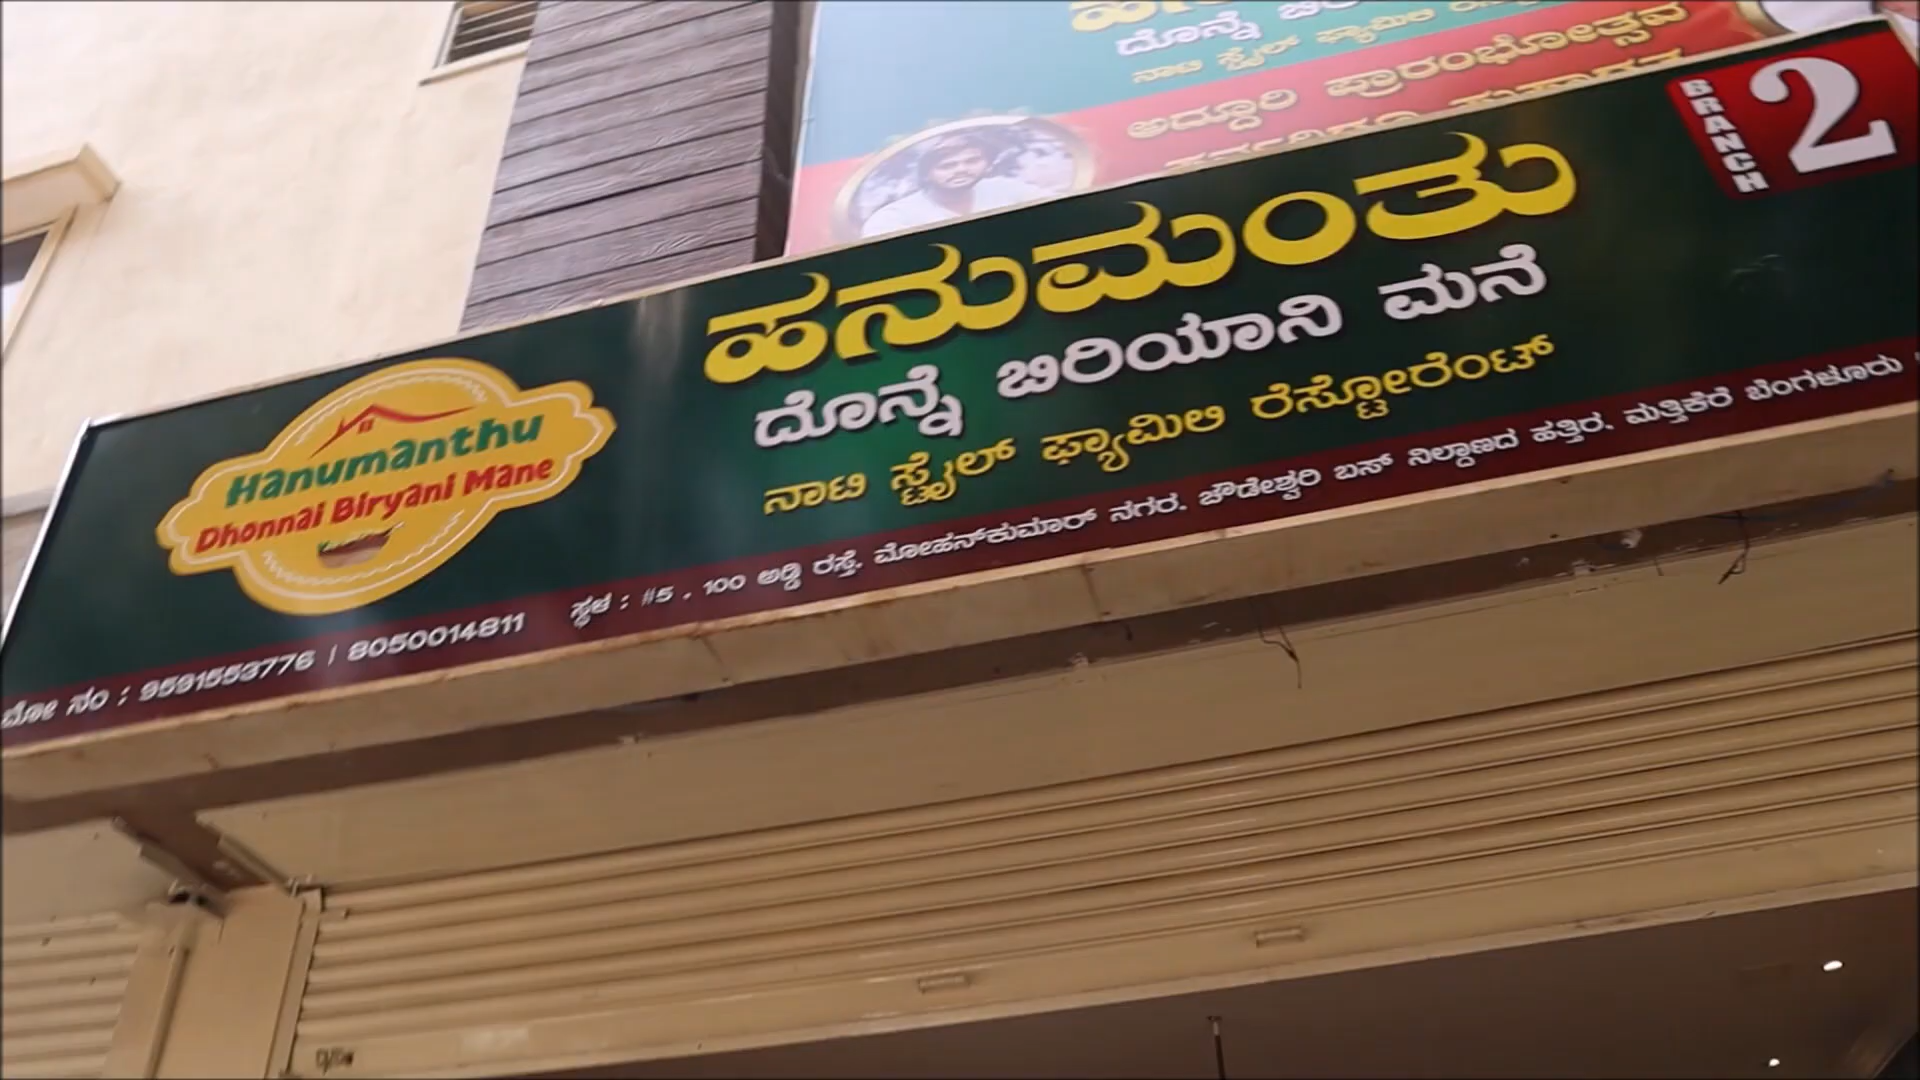 ದೊನ್ನೆ
ನಾಟಿ ಸ್ಟೈಲ್ ಫ್ಯಾಮಿಲಿ
ಅದ್ದೂರಿ ಪ್ರಾರಂಭೋತ್ಸವ
BRANCH 2
ಹನುಮಂತು
ದೊನ್ನೆ ಬಿರಿಯಾನಿ ಮನೆ
ನಾಟಿ ಸ್ಟೈಲ್ ಫ್ಯಾಮಿಲಿ ರೆಸ್ಟೋರೆಂಟ್
Hanumanthu
Dhonnai Biryani Mane
ಮೋ ನಂ : 9591553776 / 8050014811 ಸ್ಥಳ : #5 , 100 ಅಡ್ಡಿ ರಸ್ತೆ, ಮೋಹನ್‌ಕುಮಾರ್ ನಗರ, ಚೌಡೇಶ್ವರಿ ಬಸ್ ನಿಲ್ದಾಣದ ಹತ್ತಿರ, ಮತ್ತಿಕೆರೆ ಬೆಂಗಳೂರು